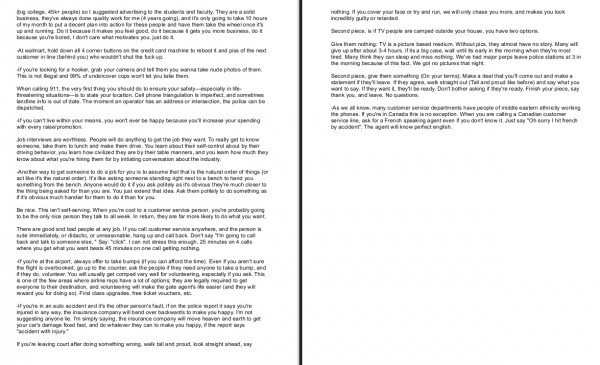 (big college, 45k+ people) so I suggested advertising to the students and faculty. They are a solid
business, they've always done quality work for me (4 years going), and it's only going to take 10 hours
of my month to put a decent plan into action for these people and have them take the wheel once it's
up and running. Do it because it makes you feel good, do it because it gets you more business, do it
because you're bored, I don't care what motivates you, just do it.
-At walmart, hold down all 4 corner buttons on the credit card machine to reboot it and piss of the next
customer in line (behind you) who wouldn't shut the fuck up.
-If you're looking for a hooker, grab your camera and tell them you wanna take nude photos of them.
This is not illegal and 99% of undercover cops won't let you take them.
When calling 911, the very first thing you should do to ensure your safety—especially in life-
threatening situations—is to state your location. Cell phone triangulation is imperfect, and sometimes
landline info is out of date. The moment an operator has an address or intersection, the police can be
dispatched.
-If you can't live within your means, you won't ever be happy because you'll increase your spending
with every raise/promotion.
Job interviews are worthless. People will do anything to get the job they want. To really get to know
someone, take them to lunch and make them drive. You learn about their self-control about by their
driving behavior, you learn how civilized they are by their table manners, and you learn how much they
know about what you're hiring them for by initiating conversation about the industry.
-Another way to get someone to do a job for you is to assume that that is the natural order of things (or
act like it's the natural order). It's like asking someone standing right next to a bench to hand you
something from the bench. Anyone would do it if you ask politely as it's obvious they're much closer to
the thing being asked for than you are. You just extend that idea. Ask them politely to do something as
if it's obvious much handier for them to do it than for you.
Be nice. This isn't self-serving. When you're cool to a customer service person, you're probably going
to be the only nice person they talk to all week. In return, they are far more likely to do what you want.
There are good and bad people at any job. If you call customer service anywhere, and the person is
rude immediately, or didactic, or unreasonable, hang up and call back. Don't say "I'm going to call
back and talk to someone else, " Say: "click". I can not stress this enough. 25 minutes on 4 calls
where you get what you want beats 45 minutes on one call getting nothing.
-If you're at the airport, always offer to take bumps (if you can afford the time). Even if you aren't sure
the flight is overbooked, go up to the counter, ask the people if they need anyone to take a bump, and
if they do, volunteer. You will usually get comped very well for volunteering, especially if you ask. This
is one of the few areas where airline reps have a lot of options; they are legally required to get
everyone to their destination, and volunteering will make the gate agent's life easier (and they will
reward you for doing so). First class upgrades, free ticket vouchers, etc.
-If you're in an auto accident and it's the other person's fault, if on the police report it says you're
injured in any way, the insurance company will bend over backwards to make you happy. I'm not
suggesting anyone lie. I'm simply saying, the insurance company will move heaven and earth to get
your car's damage fixed fast, and do whatever they can to make you happy, if the report says
"accident with injury."
If you're leaving court after doing something wrong, walk tall and proud, look straight ahead, say
nothing. If you cover your face or try and run, we will only chase you more, and makes you look
incredibly guilty or retarded.
Second piece, is if TV people are camped outside your house, you have two options.
Give them nothing: TV is a picture based medium. Without pics, they almost have no story. Many will
give up after about 3-4 hours. If its a big case, wait until its early in the morning when they're most
tired. Many think they can sleep and miss nothing. We've had major perps leave police stations at 3 in
the morning because of this fact. We got no pictures that night.
Second piece, give them something (On your terms): Make a deal that you'll come out and make a
statement if they'll leave. If they agree, walk straight out (Tall and proud like before) and say what you
want to say. If they want it, they'll be ready. Don't bother asking if they're ready. Finish your piece, say
thank you, and leave. No questions.
-As we all know, many customer service departments have people of middle eastern ethnicity working
the phones. If you're in Canada this is no exception. When you are calling a Canadian customer
service line, ask for a French speaking agent even if you don't know it. Just say "Oh sorry I hit french
by accident". The agent will know perfect english.